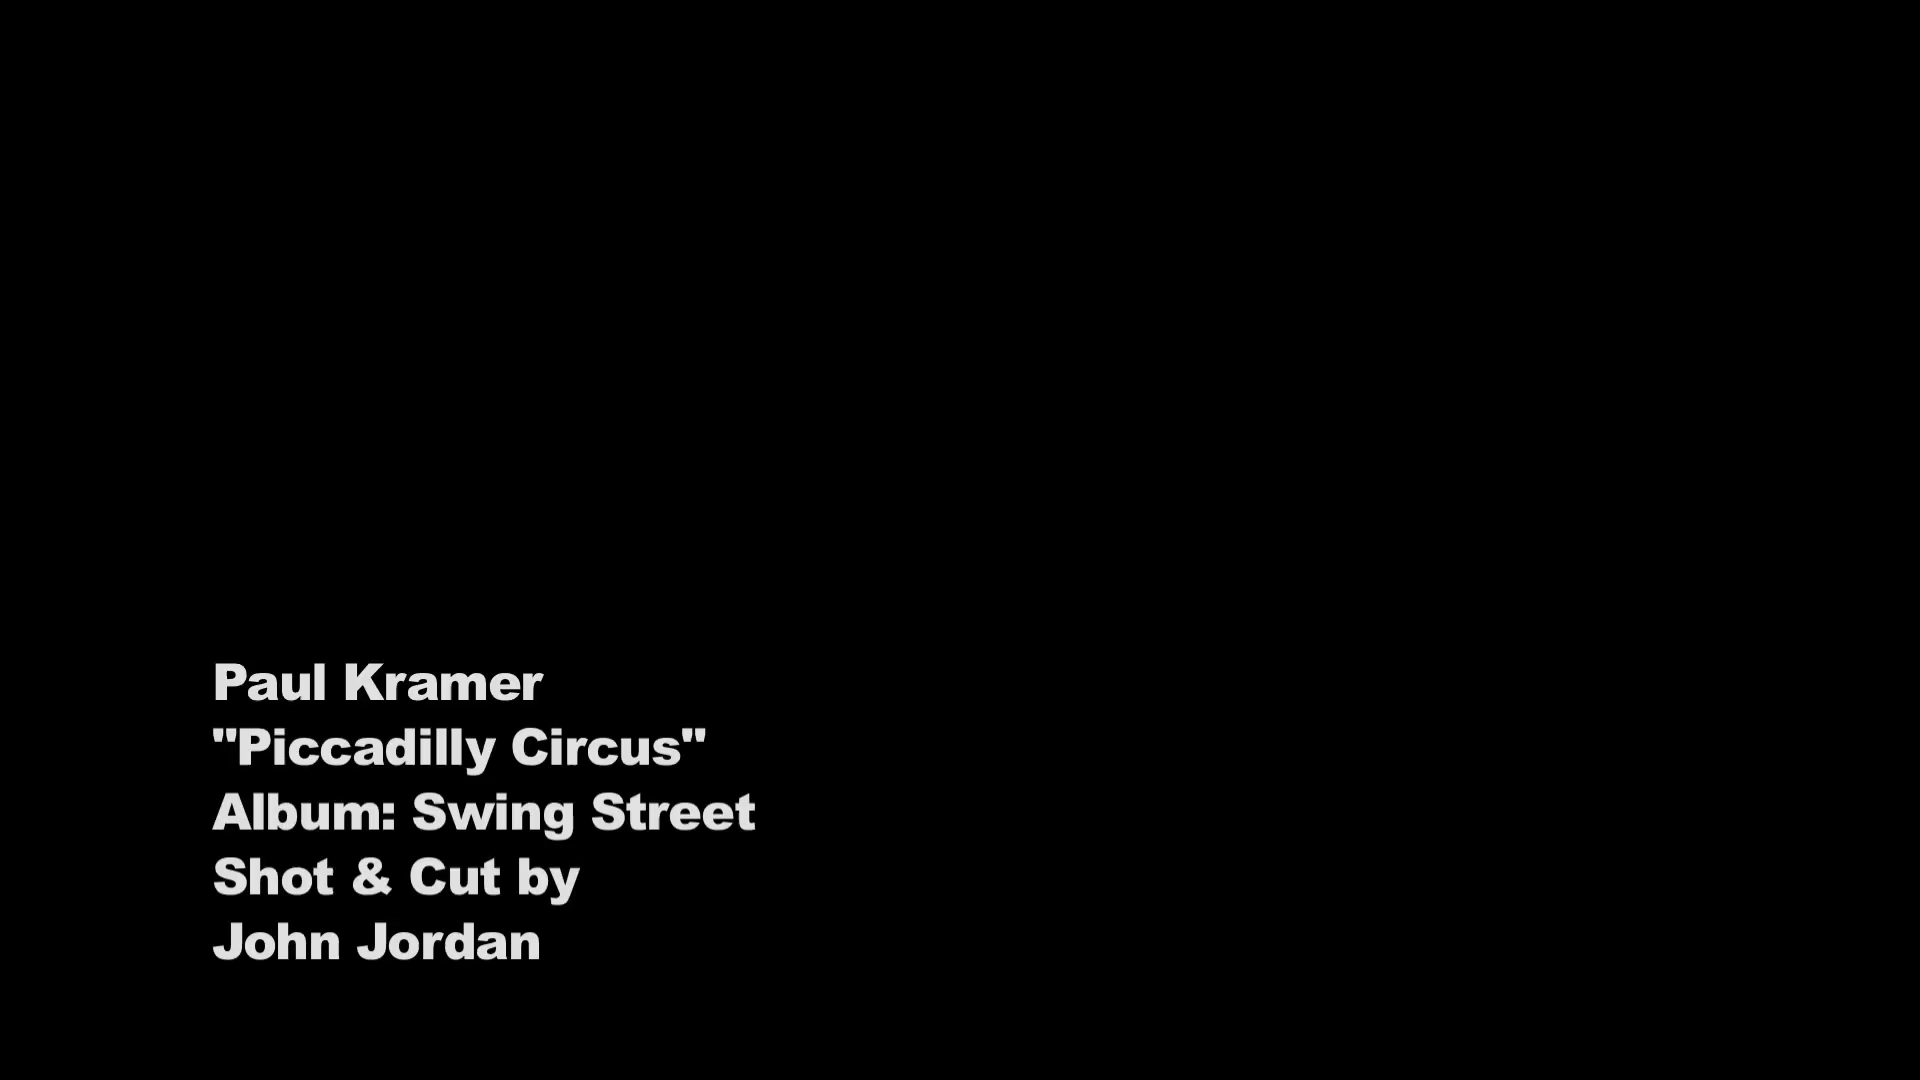 Paul Kramer
"Piccadilly Circus"
Album: Swing Street
Shot & Cut by
John Jordan